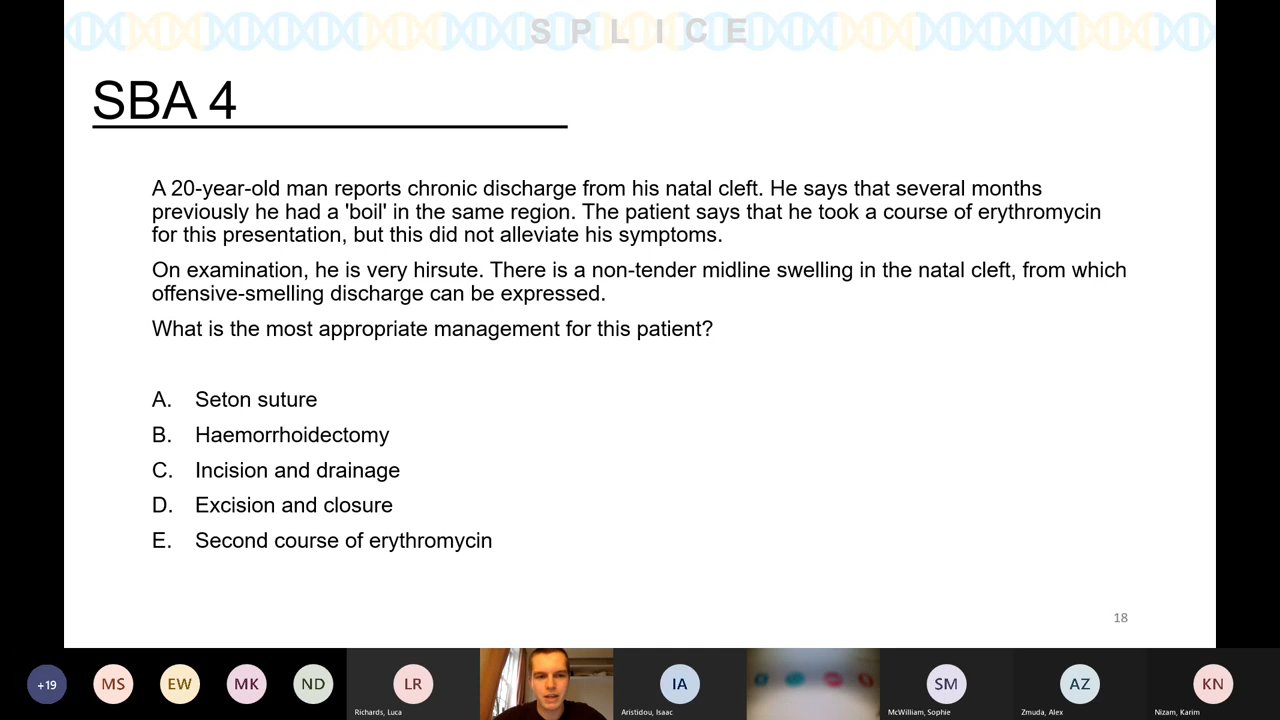 SPLICE
SBA 4
A 20-year-old man reports chronic discharge from his natal cleft. He says that several months
previously he had a 'boil' in the same region. The patient says that he took a course of erythromycin
for this presentation, but this did not alleviate his symptoms.
On examination, he is very hirsute. There is a non-tender midline swelling in the natal cleft, from which
offensive-smelling discharge can be expressed.
What is the most appropriate management for this patient?
A. Seton suture
B. Haemorrhoidectomy
C. Incision and drainage
D. Excision and closure
E. Second course of erythromycin
18
+19 MS EW MK ND LR IA SM AZ KN
Richards, Luca Aristidou, Isaac McWilliam, Sophie Zmuda, Alex Nizam, Karim